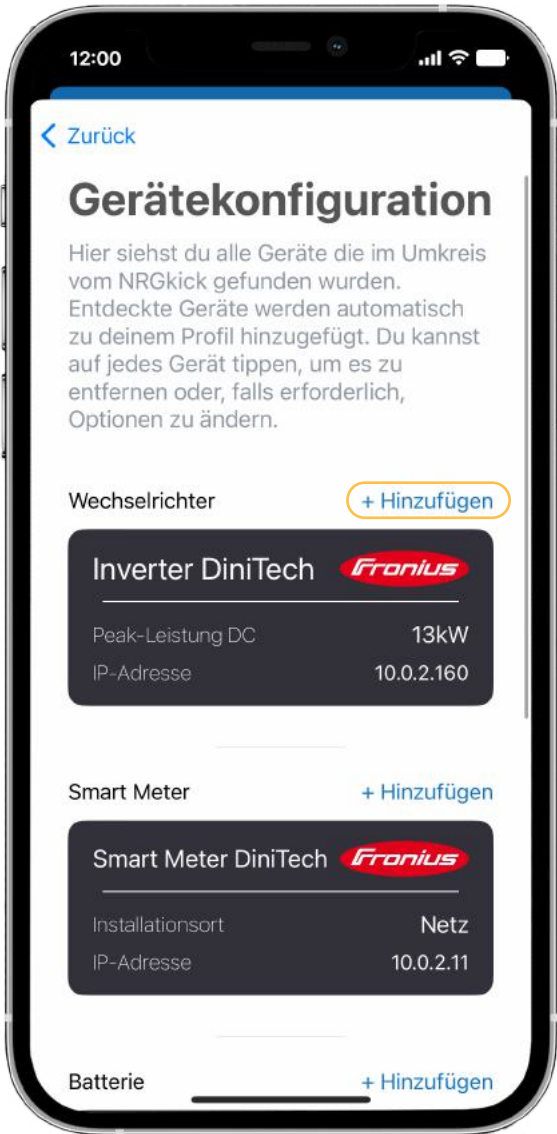 12:00
Zurück
Gerätekonfiguration
Hier siehst du alle Geräte die im Umkreis
vom NRGkick gefunden wurden.
Entdeckte Geräte werden automatisch
zu deinem Profil hinzugefügt. Du kannst
auf jedes Gerät tippen, um es zu
entfernen oder, falls erforderlich,
Optionen zu ändern.
Wechselrichter + Hinzufügen
Inverter DiniTech Fronius
Peak-Leistung DC 13kW
IP-Adresse 10.0.2.160
Smart Meter + Hinzufügen
Smart Meter DiniTech Fronius
Installationsort Netz
IP-Adresse 10.0.2.11
Batterie + Hinzufügen